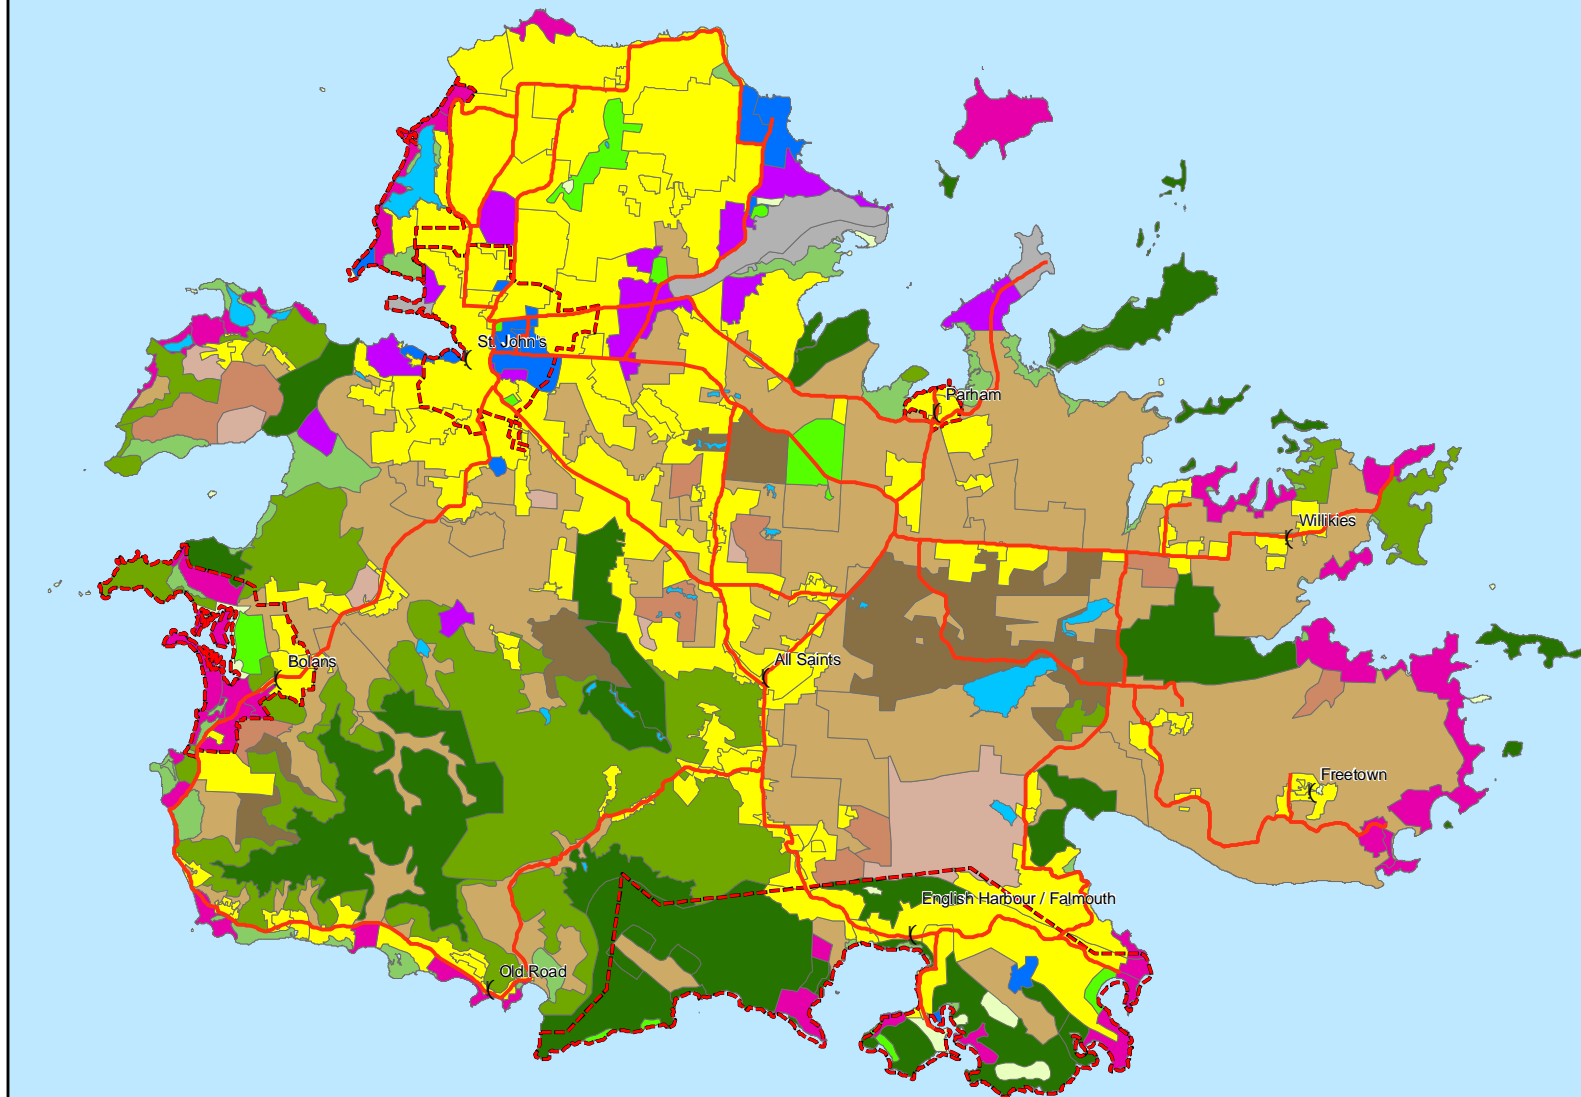 St. John's
Parham
Willikies
Bolans
All Saints
Freetown
English Harbour / Falmouth
Old Road